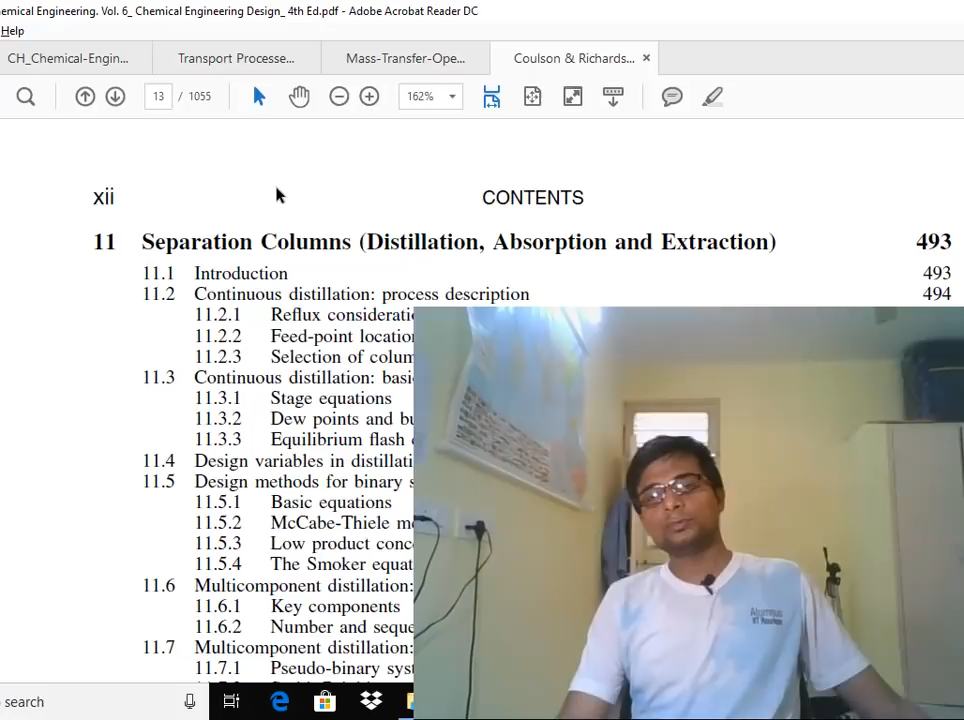 emical Engineering. Vol. 6_ Chemical Engineering Design_ 4th Ed.pdf - Adobe Acrobat Reader DC
Help
CH_Chemical-Engin...
Transport Processe...
Mass-Transfer-Ope...
Coulson & Richards... ×
13 / 1055
162%
xii CONTENTS
11 Separation Columns (Distillation, Absorption and Extraction) 493
11.1 Introduction 493
11.2 Continuous distillation: process description 494
11.2.1 Reflux consideratio
11.2.2 Feed-point location
11.2.3 Selection of colum
11.3 Continuous distillation: basic
11.3.1 Stage equations
11.3.2 Dew points and bu
11.3.3 Equilibrium flash c
11.4 Design variables in distillati
11.5 Design methods for binary s
11.5.1 Basic equations
11.5.2 McCabe-Thiele me
11.5.3 Low product conc
11.5.4 The Smoker equat
11.6 Multicomponent distillation:
11.6.1 Key components
11.6.2 Number and seque
11.7 Multicomponent distillation:
11.7.1 Pseudo-binary syst
search
Alumnus